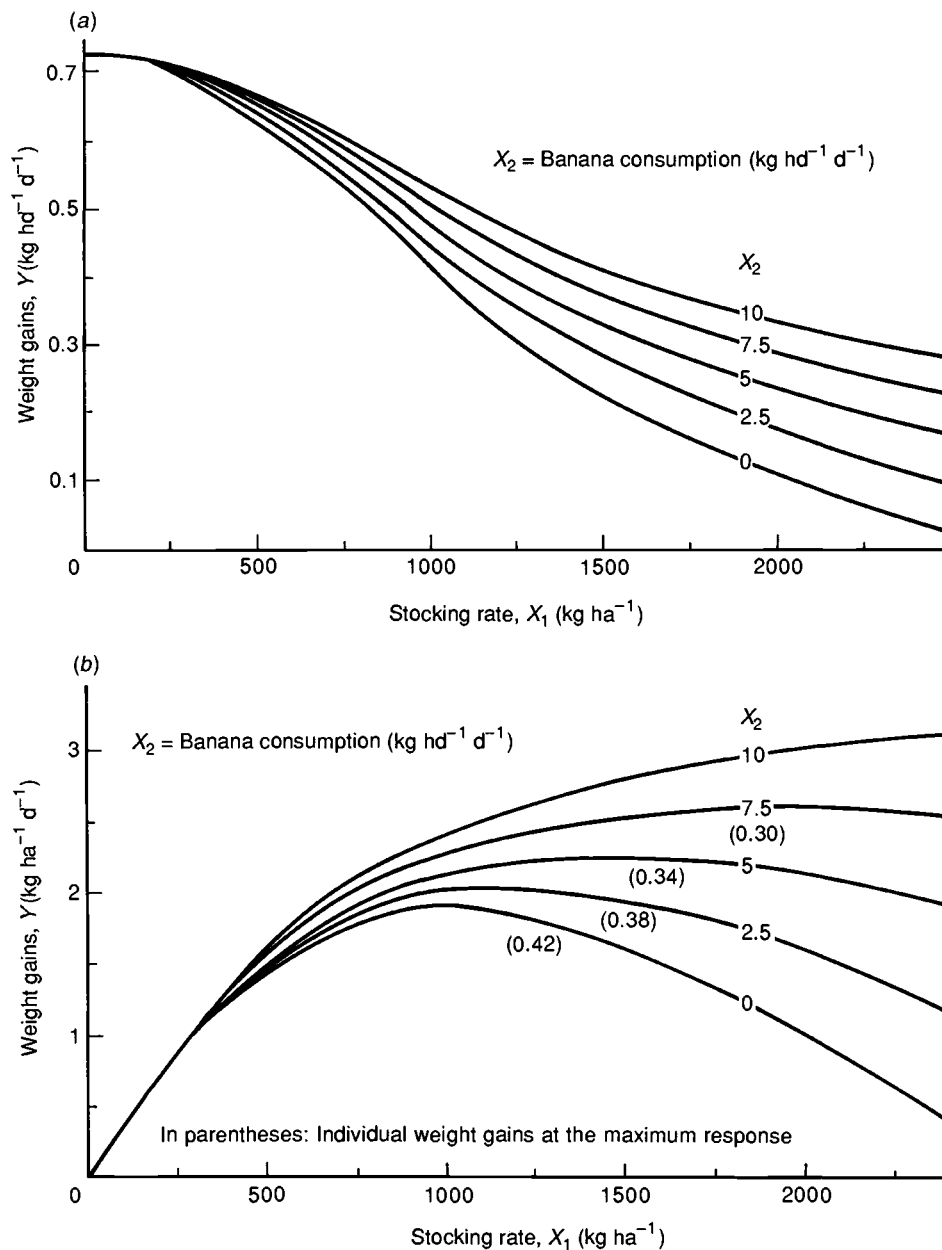 (a)
0.7
0.5
0.3
0.1
Weight gains, Y(kg hd⁻¹ d⁻¹)
X₂ = Banana consumption (kg hd⁻¹ d⁻¹)
X₂
10
7.5
5
2.5
0
500
1000
1500
2000
Stocking rate, X₁ (kg ha⁻¹)
(b)
3
2
1
0
Weight gains, Y (kg ha⁻¹ d⁻¹)
X₂ = Banana consumption (kg hd⁻¹ d⁻¹)
X₂
10
7.5
(0.30)
5
(0.34)
(0.38)
2.5
(0.42)
0
In parentheses: Individual weight gains at the maximum response
500
1000
1500
2000
Stocking rate, X₁ (kg ha⁻¹)